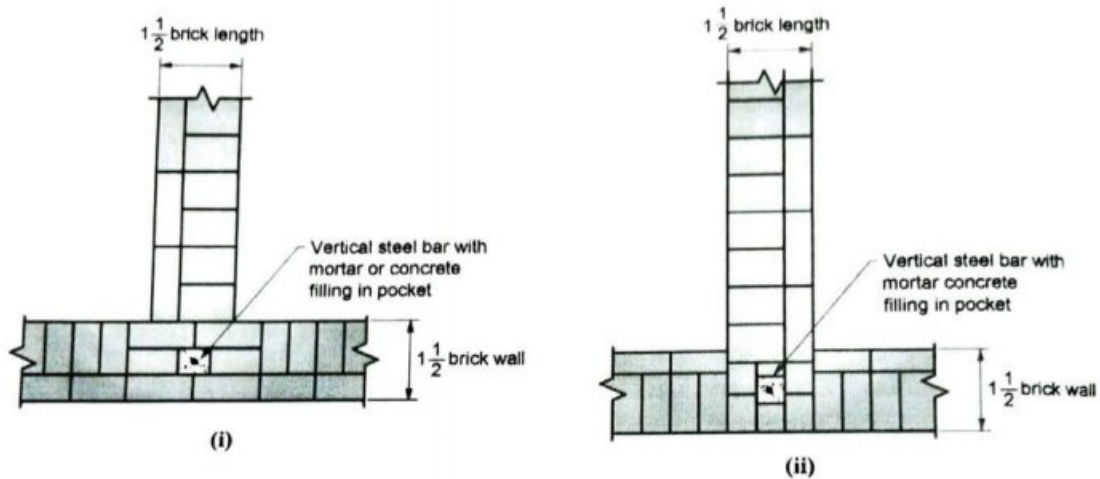 1 1/2 brick length
Vertical steel bar with
mortar or concrete
filling in pocket
1 1/2 brick wall
(i)
1 1/2 brick length
Vertical steel bar with
mortar concrete
filling in pocket
1 1/2 brick wall
(ii)